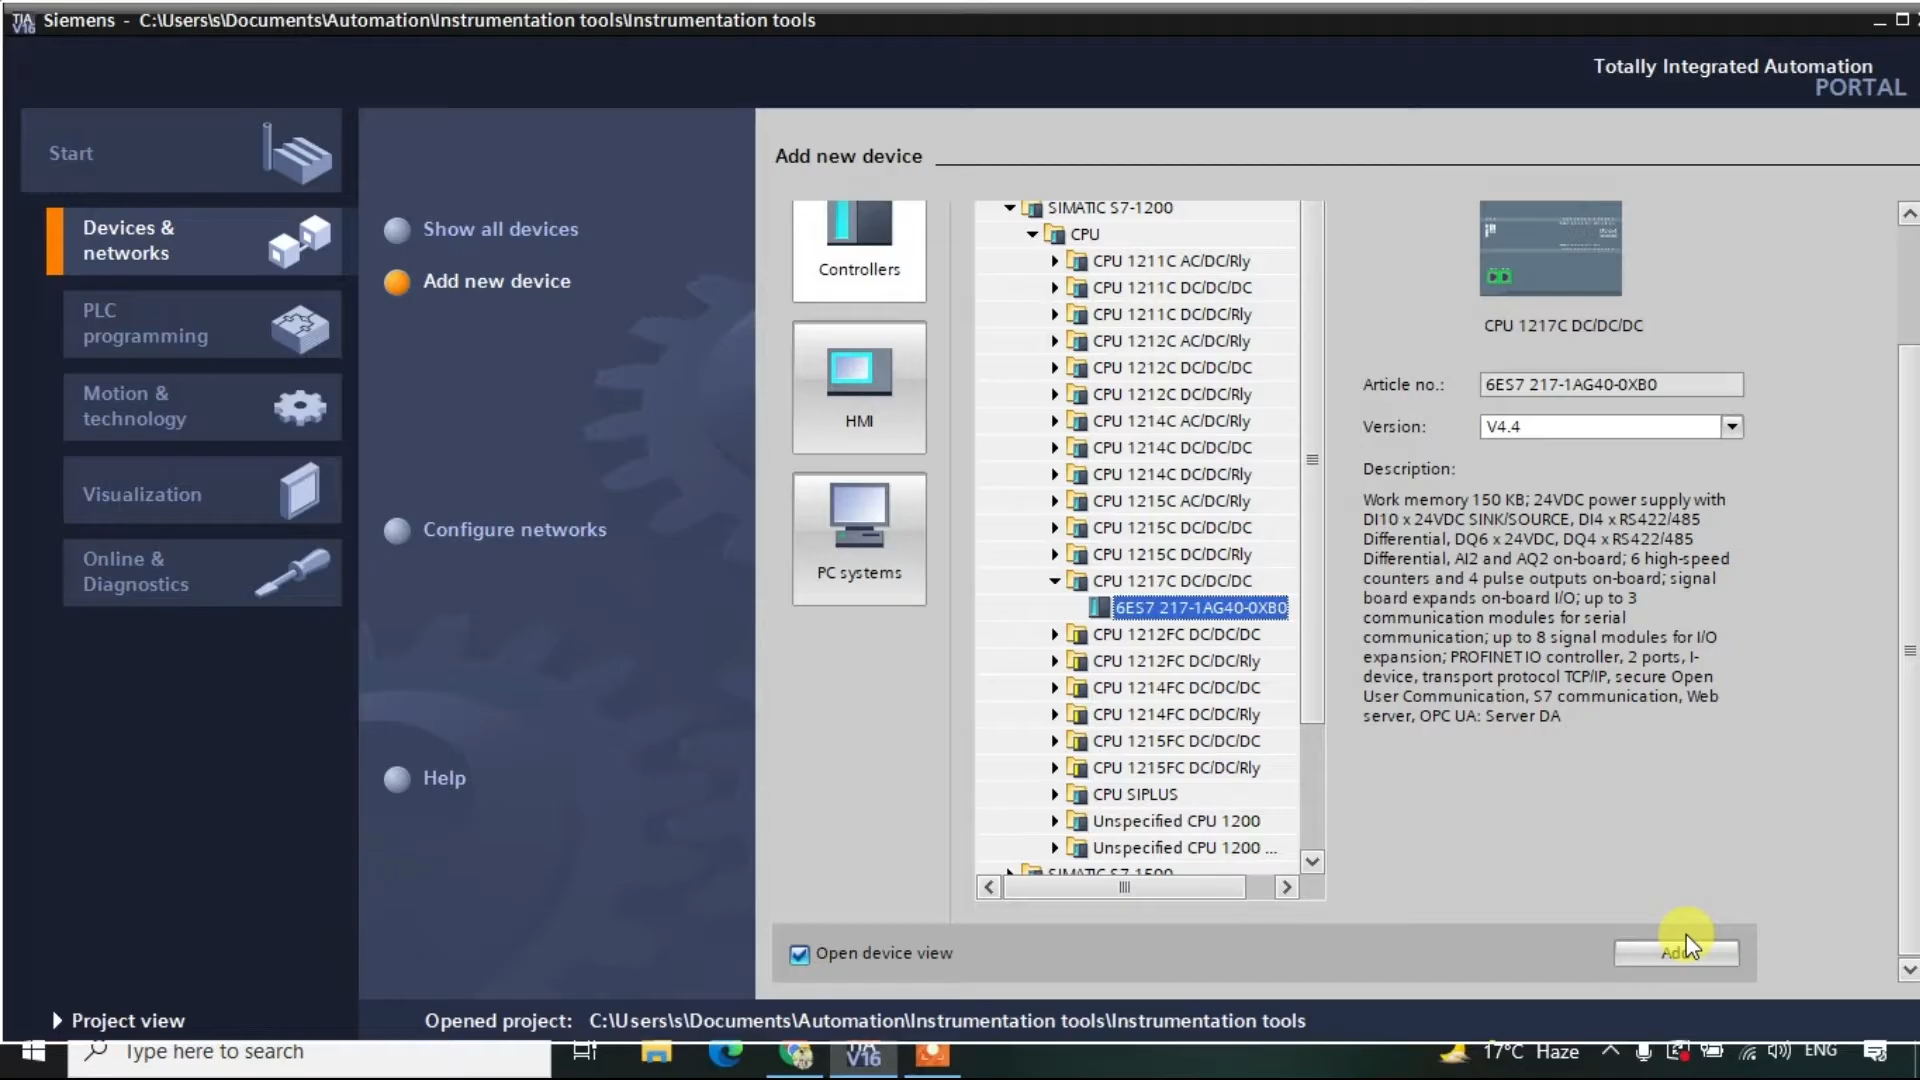 TIA V16 Siemens - C:\Users\s\Documents\Automation\Instrumentation tools\Instrumentation tools
Totally Integrated Automation
PORTAL
Start
Devices &
networks
PLC
programming
Motion &
technology
Visualization
Online &
Diagnostics
Show all devices
Add new device
Configure networks
Help
Add new device
Controllers
HMI
PC systems
SIMATIC S7-1200
CPU
CPU 1211C AC/DC/Rly
CPU 1211C DC/DC/DC
CPU 1211C DC/DC/Rly
CPU 1212C AC/DC/Rly
CPU 1212C DC/DC/DC
CPU 1212C DC/DC/Rly
CPU 1214C AC/DC/Rly
CPU 1214C DC/DC/DC
CPU 1214C DC/DC/Rly
CPU 1215C AC/DC/Rly
CPU 1215C DC/DC/DC
CPU 1215C DC/DC/Rly
CPU 1217C DC/DC/DC
6ES7 217-1AG40-0XB0
CPU 1212FC DC/DC/DC
CPU 1212FC DC/DC/Rly
CPU 1214FC DC/DC/DC
CPU 1214FC DC/DC/Rly
CPU 1215FC DC/DC/DC
CPU 1215FC DC/DC/Rly
CPU SIPLUS
Unspecified CPU 1200
Unspecified CPU 1200 ...
SIMATIC S7-1500
CPU 1217C DC/DC/DC
Article no.: 6ES7 217-1AG40-0XB0
Version: V4.4
Description:
Work memory 150 KB; 24VDC power supply with
DI10 x 24VDC SINK/SOURCE, DI4 x RS422/485
Differential, DQ6 x 24VDC, DQ4 x RS422/485
Differential, AI2 and AQ2 on-board; 6 high-speed
counters and 4 pulse outputs on-board; signal
board expands on-board I/O; up to 3
communication modules for serial
communication; up to 8 signal modules for I/O
expansion; PROFINET IO controller, 2 ports, I-
device, transport protocol TCP/IP, secure Open
User Communication, S7 communication, Web
server, OPC UA: Server DA
Open device view
Add
Project view
Opened project: C:\Users\s\Documents\Automation\Instrumentation tools\Instrumentation tools
Type here to search
TIA V16
17°C Haze
ENG